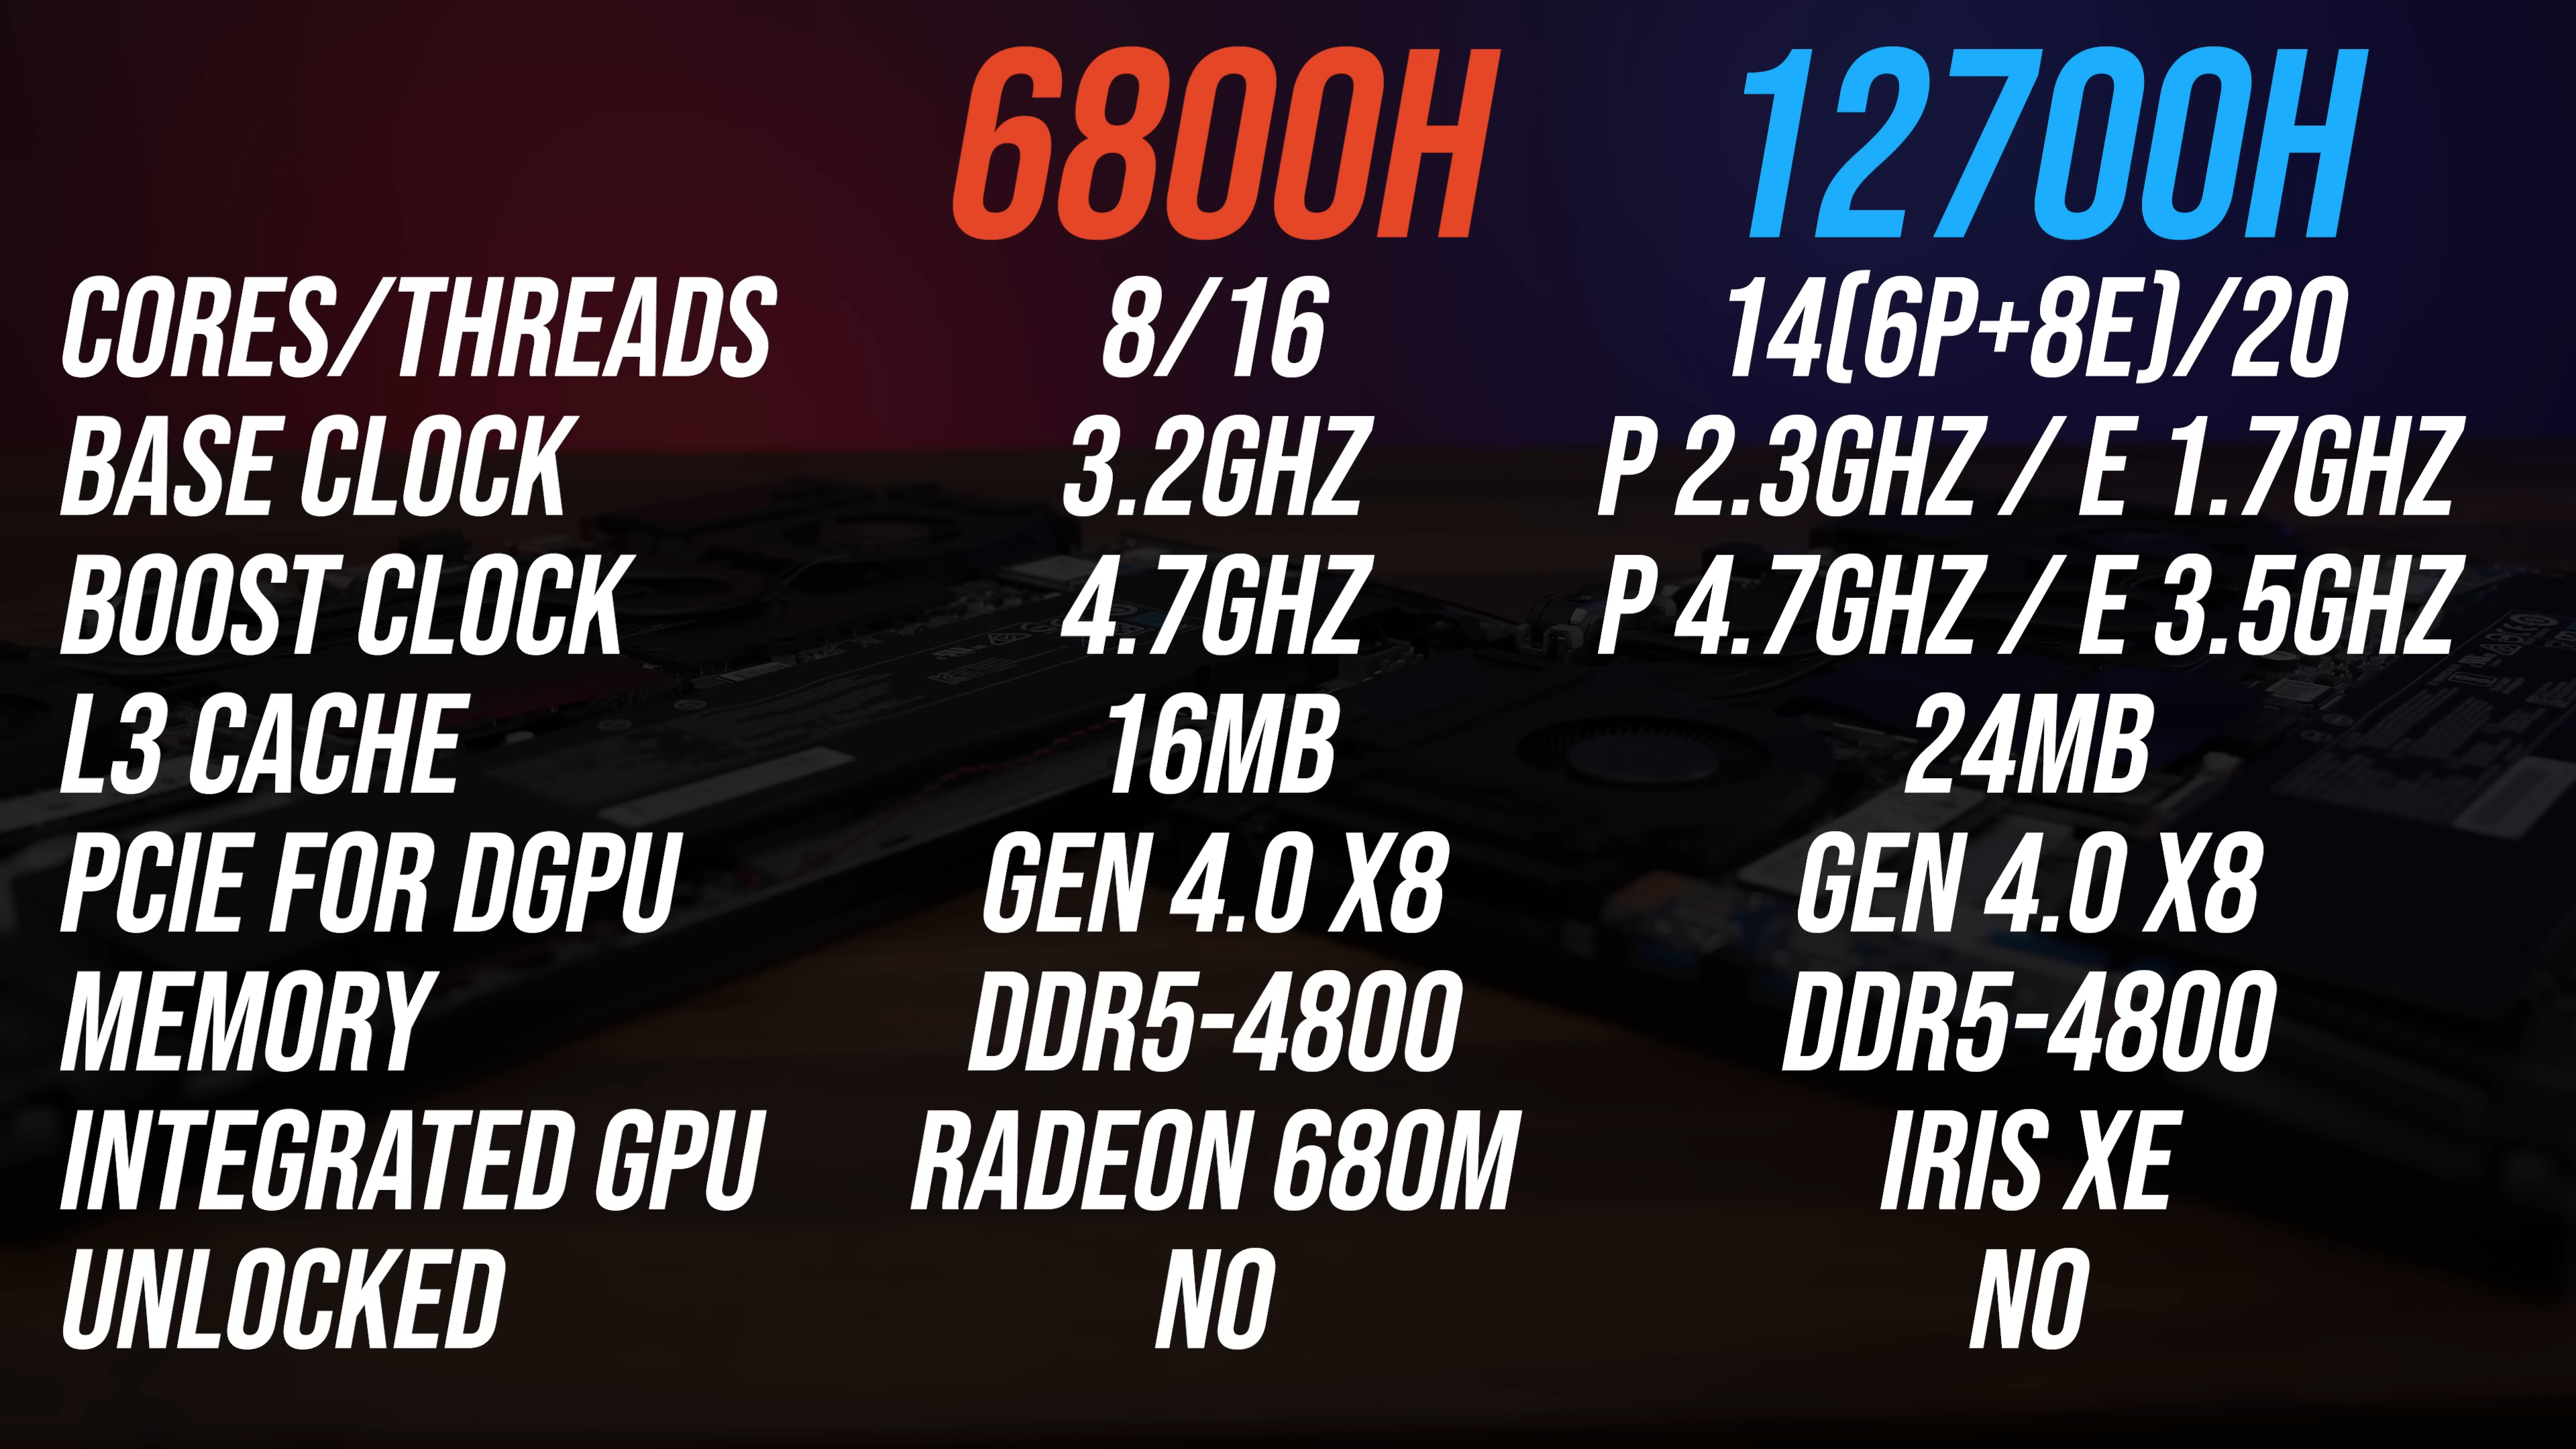 6800H 12700H
CORES/THREADS 8/16 14(6P+8E)/20
BASE CLOCK 3.2GHZ P 2.3GHZ / E 1.7GHZ
BOOST CLOCK 4.7GHZ P 4.7GHZ / E 3.5GHZ
L3 CACHE 16MB 24MB
PCIE FOR DGPU GEN 4.0 X8 GEN 4.0 X8
MEMORY DDR5-4800 DDR5-4800
INTEGRATED GPU RADEON 680M IRIS XE
UNLOCKED NO NO